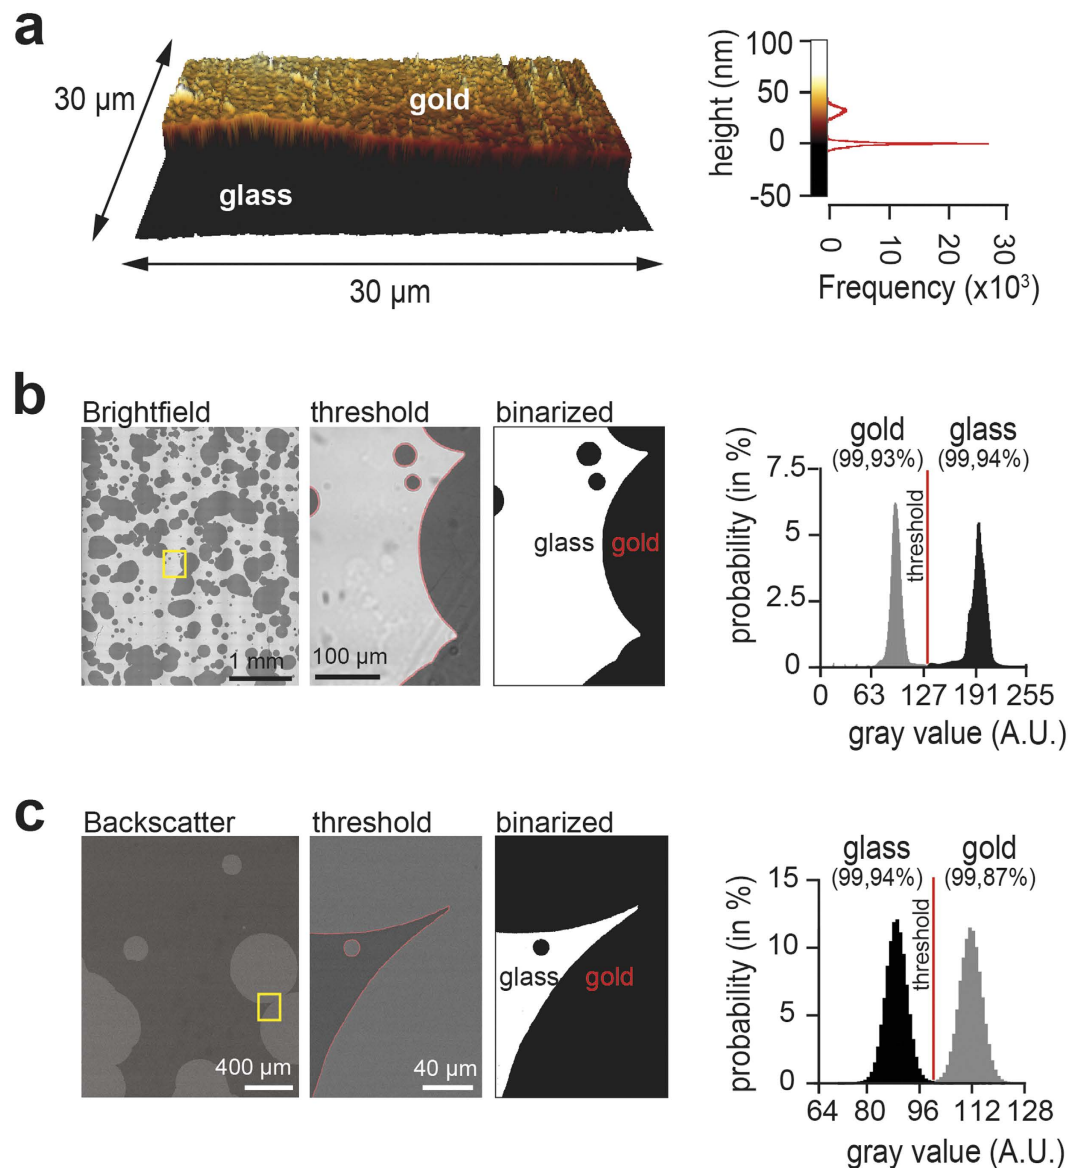 a
30 µm
gold
glass
30 µm
height (nm)
100
50
0
-50
0 10 20 30
Frequency (x10³)
b
Brightfield
threshold
binarized
1 mm
100 µm
glass
gold
gold
(99,93%)
glass
(99,94%)
threshold
probability (in %)
7.5
5
2.5
0
0 63 127 191 255
gray value (A.U.)
c
Backscatter
threshold
binarized
400 µm
40 µm
glass
gold
glass
(99,94%)
gold
(99,87%)
threshold
probability (in %)
15
10
5
0
64 80 96 112 128
gray value (A.U.)